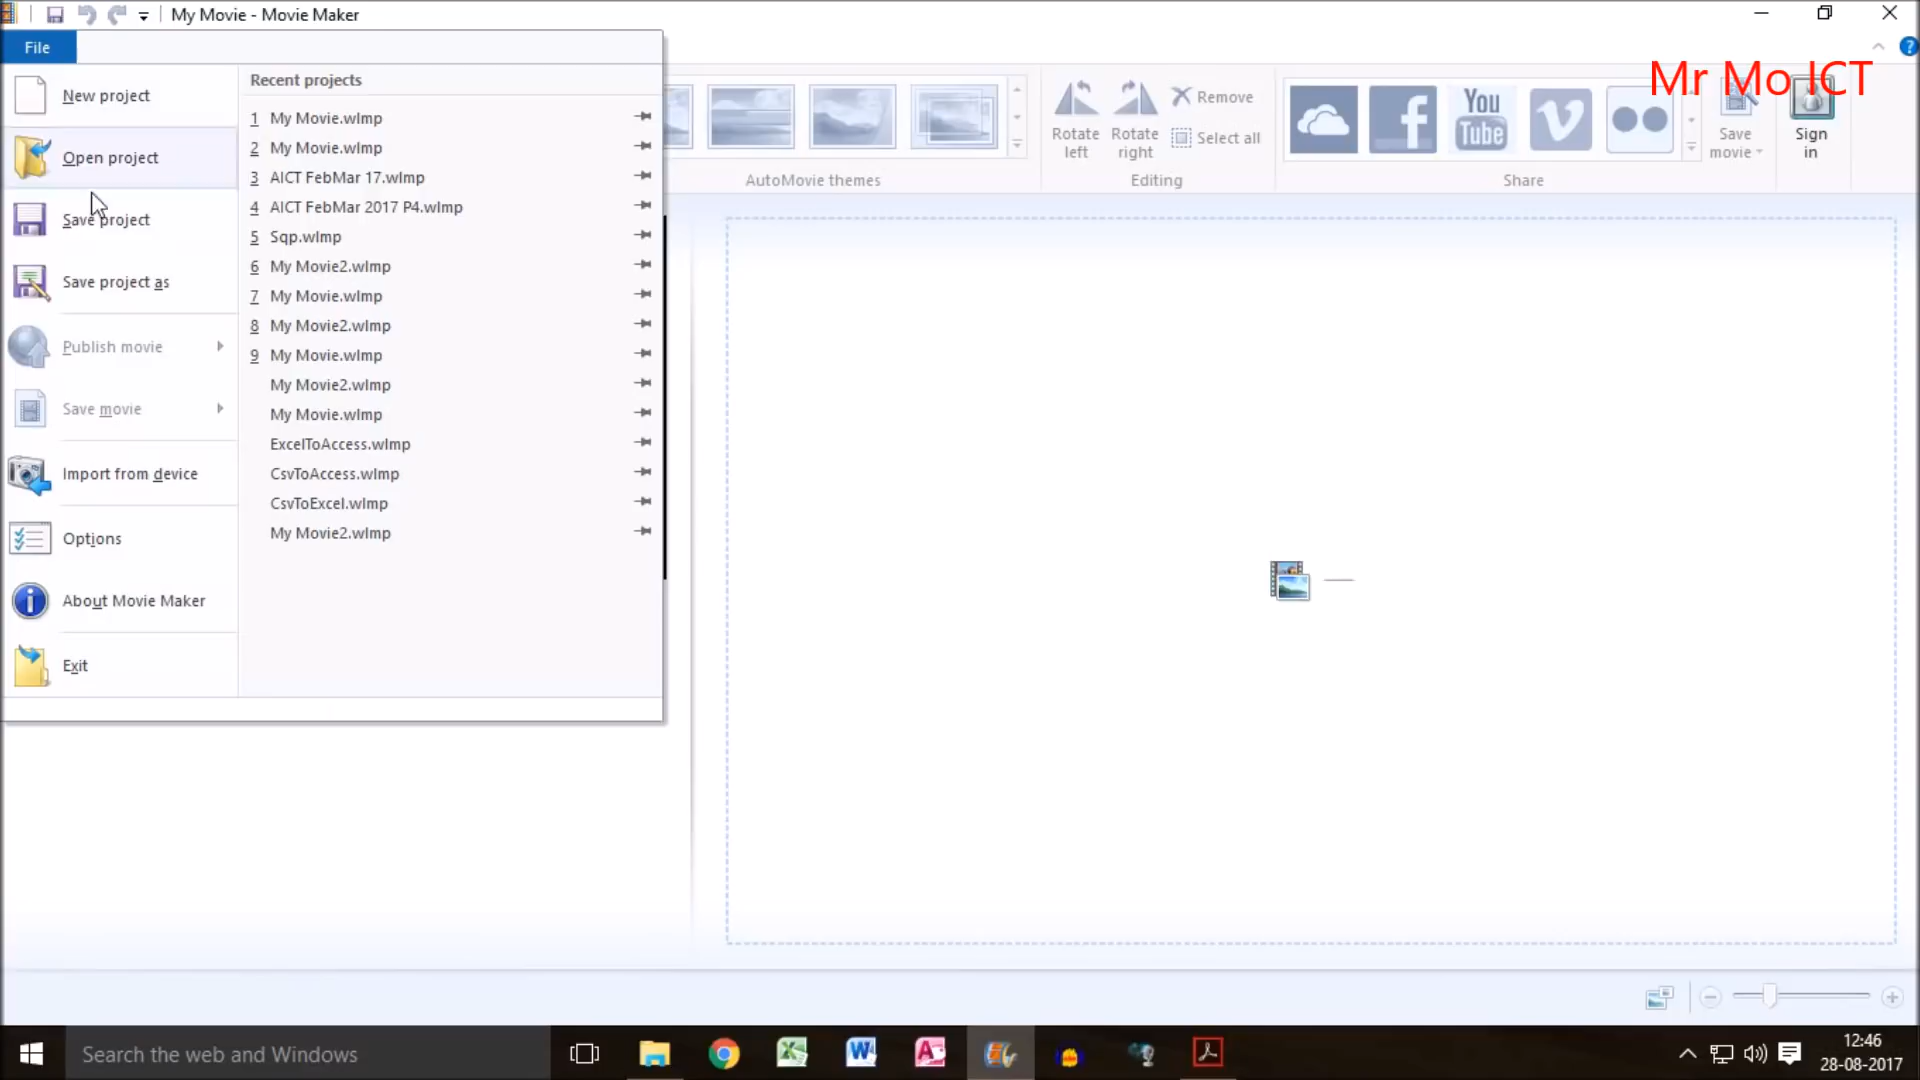 My Movie - Movie Maker
File
Mr Mo ICT
New project
Open project
Save project
Save project as
Publish movie
Save movie
Import from device
Options
About Movie Maker
Exit
Recent projects
1 My Movie.wlmp
2 My Movie.wlmp
3 AICT FebMar 17.wlmp
4 AICT FebMar 2017 P4.wlmp
5 Sqp.wlmp
6 My Movie2.wlmp
7 My Movie.wlmp
8 My Movie2.wlmp
9 My Movie.wlmp
My Movie2.wlmp
My Movie.wlmp
ExcelToAccess.wlmp
CsvToAccess.wlmp
CsvToExcel.wlmp
My Movie2.wlmp
AutoMovie themes
Rotate left
Rotate right
Remove
Select all
Editing
You Tube
Share
Save movie
Sign in
Search the web and Windows
12:46
28-08-2017